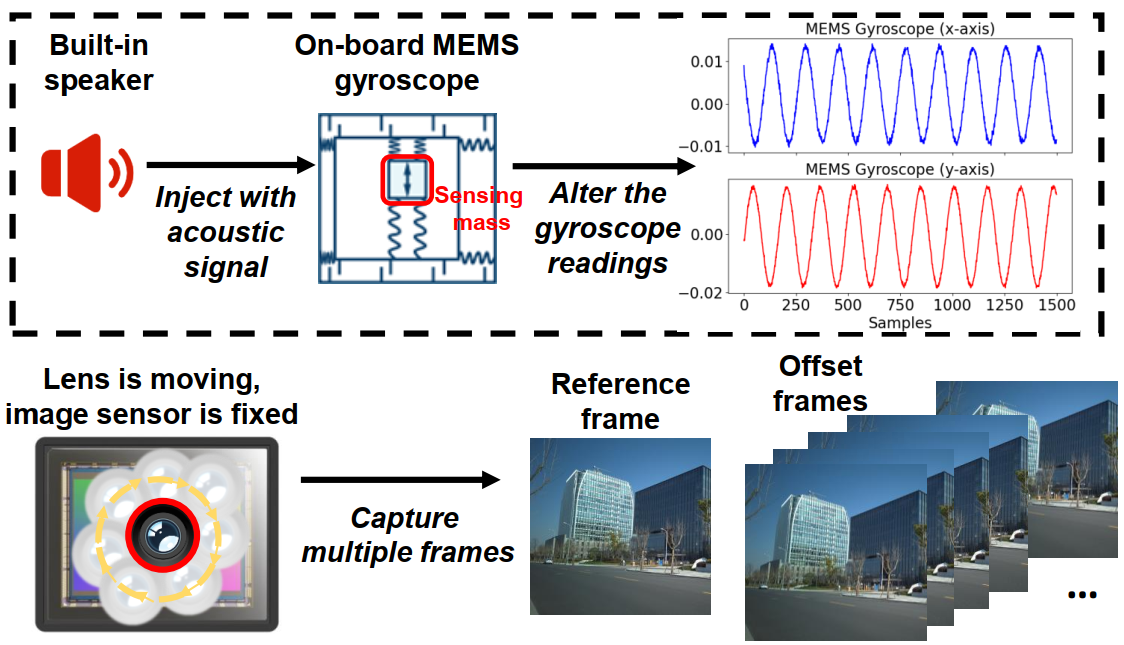 Built-in
speaker
On-board MEMS
gyroscope
Inject with
acoustic
signal
Sensing
mass
Alter the
gyroscope
readings
MEMS Gyroscope (x-axis)
0.01
0.00
−0.01
MEMS Gyroscope (y-axis)
0.00
−0.02
0 250 500 750 1000 1250 1500
Samples
Lens is moving,
image sensor is fixed
Capture
multiple frames
Reference
frame
Offset
frames
...